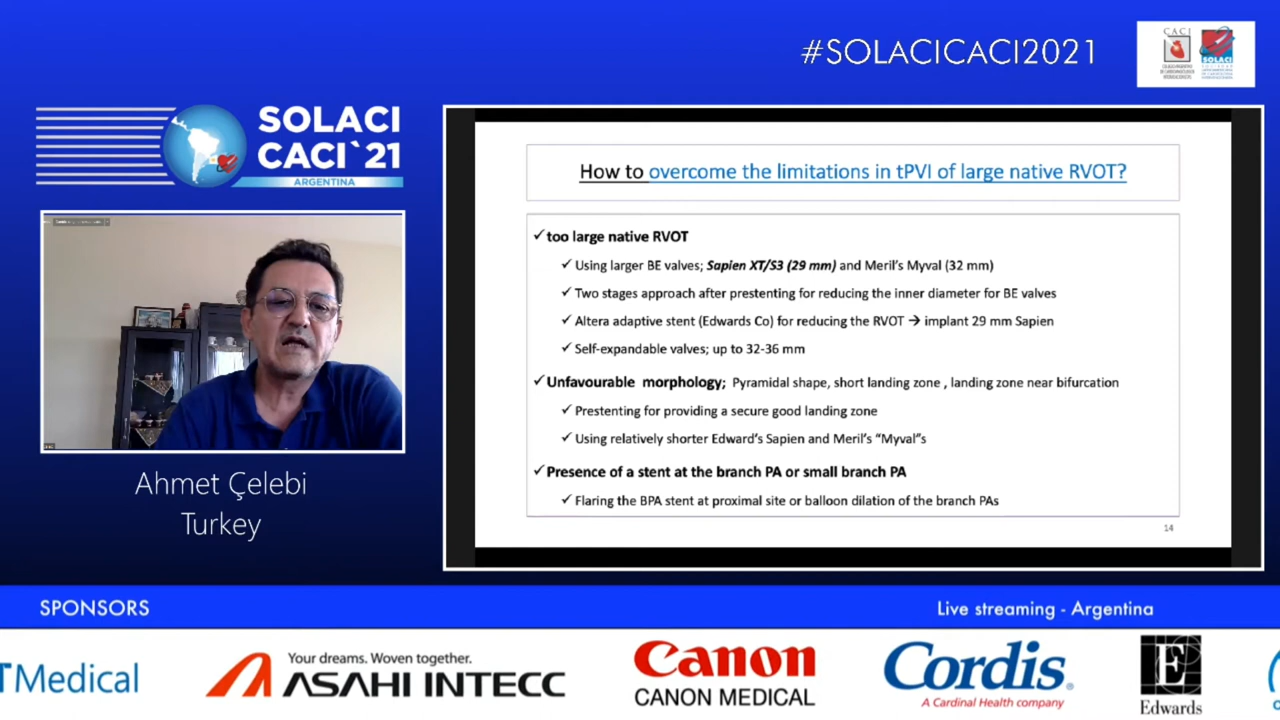 #SOLACICACI2021
CACI
SOLACI
SOLACI
CACI`21
ARGENTINA
How to overcome the limitations in tPVI of large native RVOT?
✓too large native RVOT
✓Using larger BE valves; Sapien XT/S3 (29 mm) and Meril's Myval (32 mm)
✓Two stages approach after prestenting for reducing the inner diameter for BE valves
✓Altera adaptive stent (Edwards Co) for reducing the RVOT → implant 29 mm Sapien
✓Self-expandable valves; up to 32-36 mm
✓Unfavourable morphology; Pyramidal shape, short landing zone , landing zone near bifurcation
✓Prestenting for providing a secure good landing zone
✓Using relatively shorter Edward's Sapien and Meril's "Myval"s
✓Presence of a stent at the branch PA or small branch PA
✓Flaring the BPA stent at proximal site or balloon dilation of the branch PAs
14
Ahmet Çelebi
Turkey
SPONSORS
Live streaming - Argentina
TMedical
Your dreams. Woven together.
ASAHI INTECC
Canon
CANON MEDICAL
Cordis®
A Cardinal Health company
E
Edwards